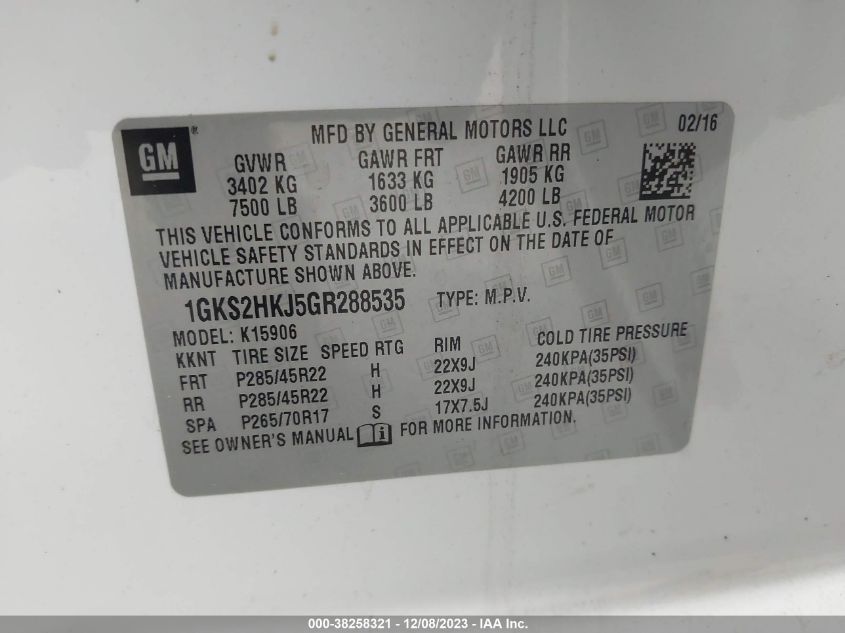 GM®
MFD BY GENERAL MOTORS LLC 02/16
GVWR GAWR FRT GAWR RR
3402 KG 1633 KG 1905 KG
7500 LB 3600 LB 4200 LB
THIS VEHICLE CONFORMS TO ALL APPLICABLE U.S. FEDERAL MOTOR
VEHICLE SAFETY STANDARDS IN EFFECT ON THE DATE OF
MANUFACTURE SHOWN ABOVE.
1GKS2HKJ5GR288535 TYPE: M.P.V.
MODEL: K15906
KKNT TIRE SIZE SPEED RTG RIM COLD TIRE PRESSURE
FRT P285/45R22 H 22X9J 240KPA(35PSI)
RR P285/45R22 H 22X9J 240KPA(35PSI)
SPA P265/70R17 S 17X7.5J 240KPA(35PSI)
SEE OWNER'S MANUAL i FOR MORE INFORMATION.
000-38258321 - 12/08/2023 - IAA Inc.